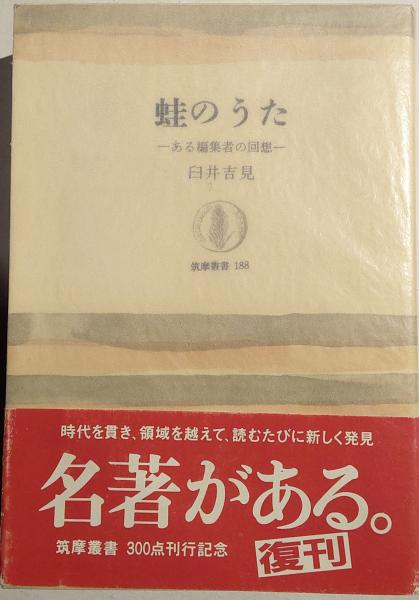 蛙のうた
―ある編集者の回想―
臼井吉見
筑摩叢書 188
時代を貫き、領域を越えて、読むたびに新しく発見
名著がある。
筑摩叢書 300点刊行記念
復刊